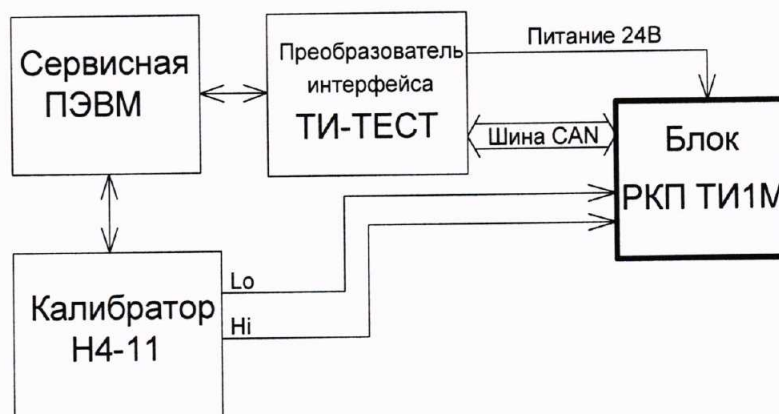 Сервисная
ПЭВМ
Преобразователь
интерфейса
ТИ-ТЕСТ
Питание 24В
Шина CAN
Блок
РКП ТИ1М
Lo
Hi
Калибратор
Н4-11